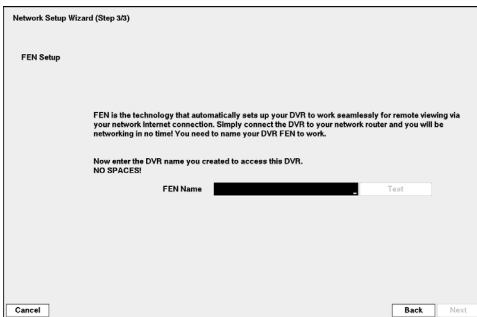 Network Setup Wizard (Step 3/3)
FEN Setup
FEN is the technology that automatically sets up your DVR to work seamlessly for remote viewing via
your network Internet connection. Simply connect the DVR to your network router and you will be
networking in no time! You need to name your DVR FEN to work.
Now enter the DVR name you created to access this DVR.
NO SPACES!
FEN Name
Test
Cancel
Back
Next